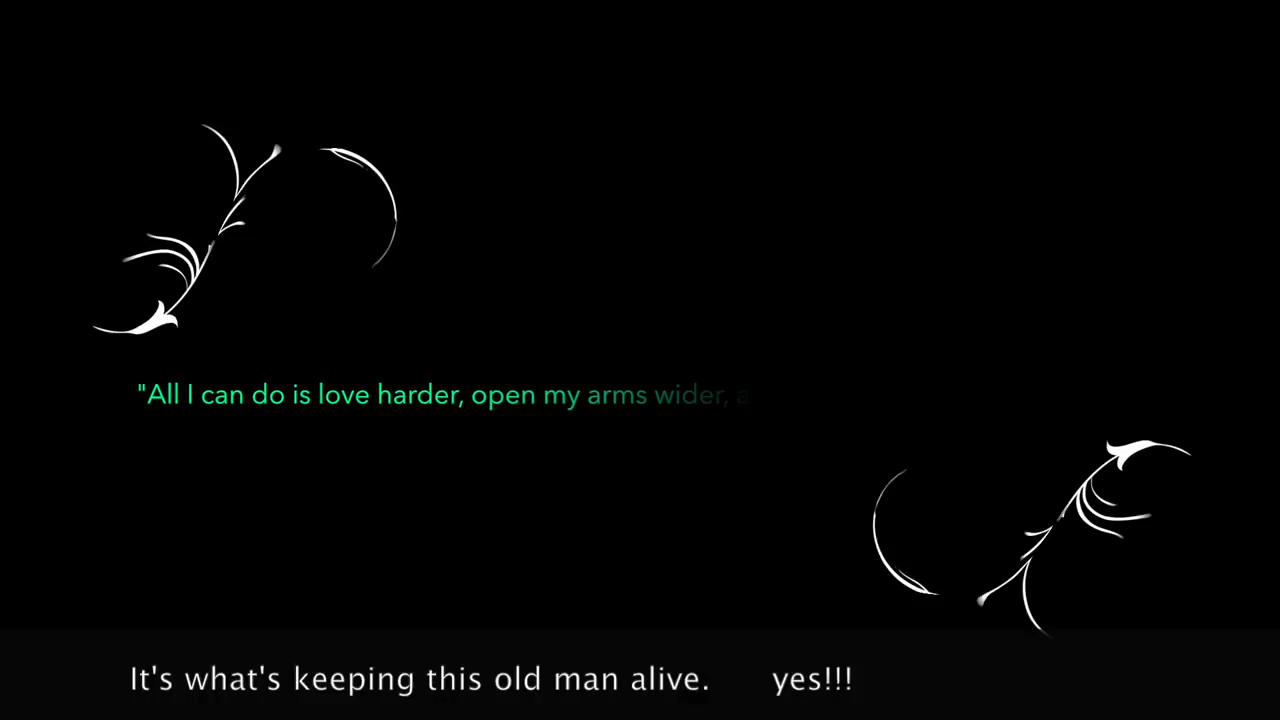 "All I can do is love harder, open my arms wider, a
It's what's keeping this old man alive. yes!!!